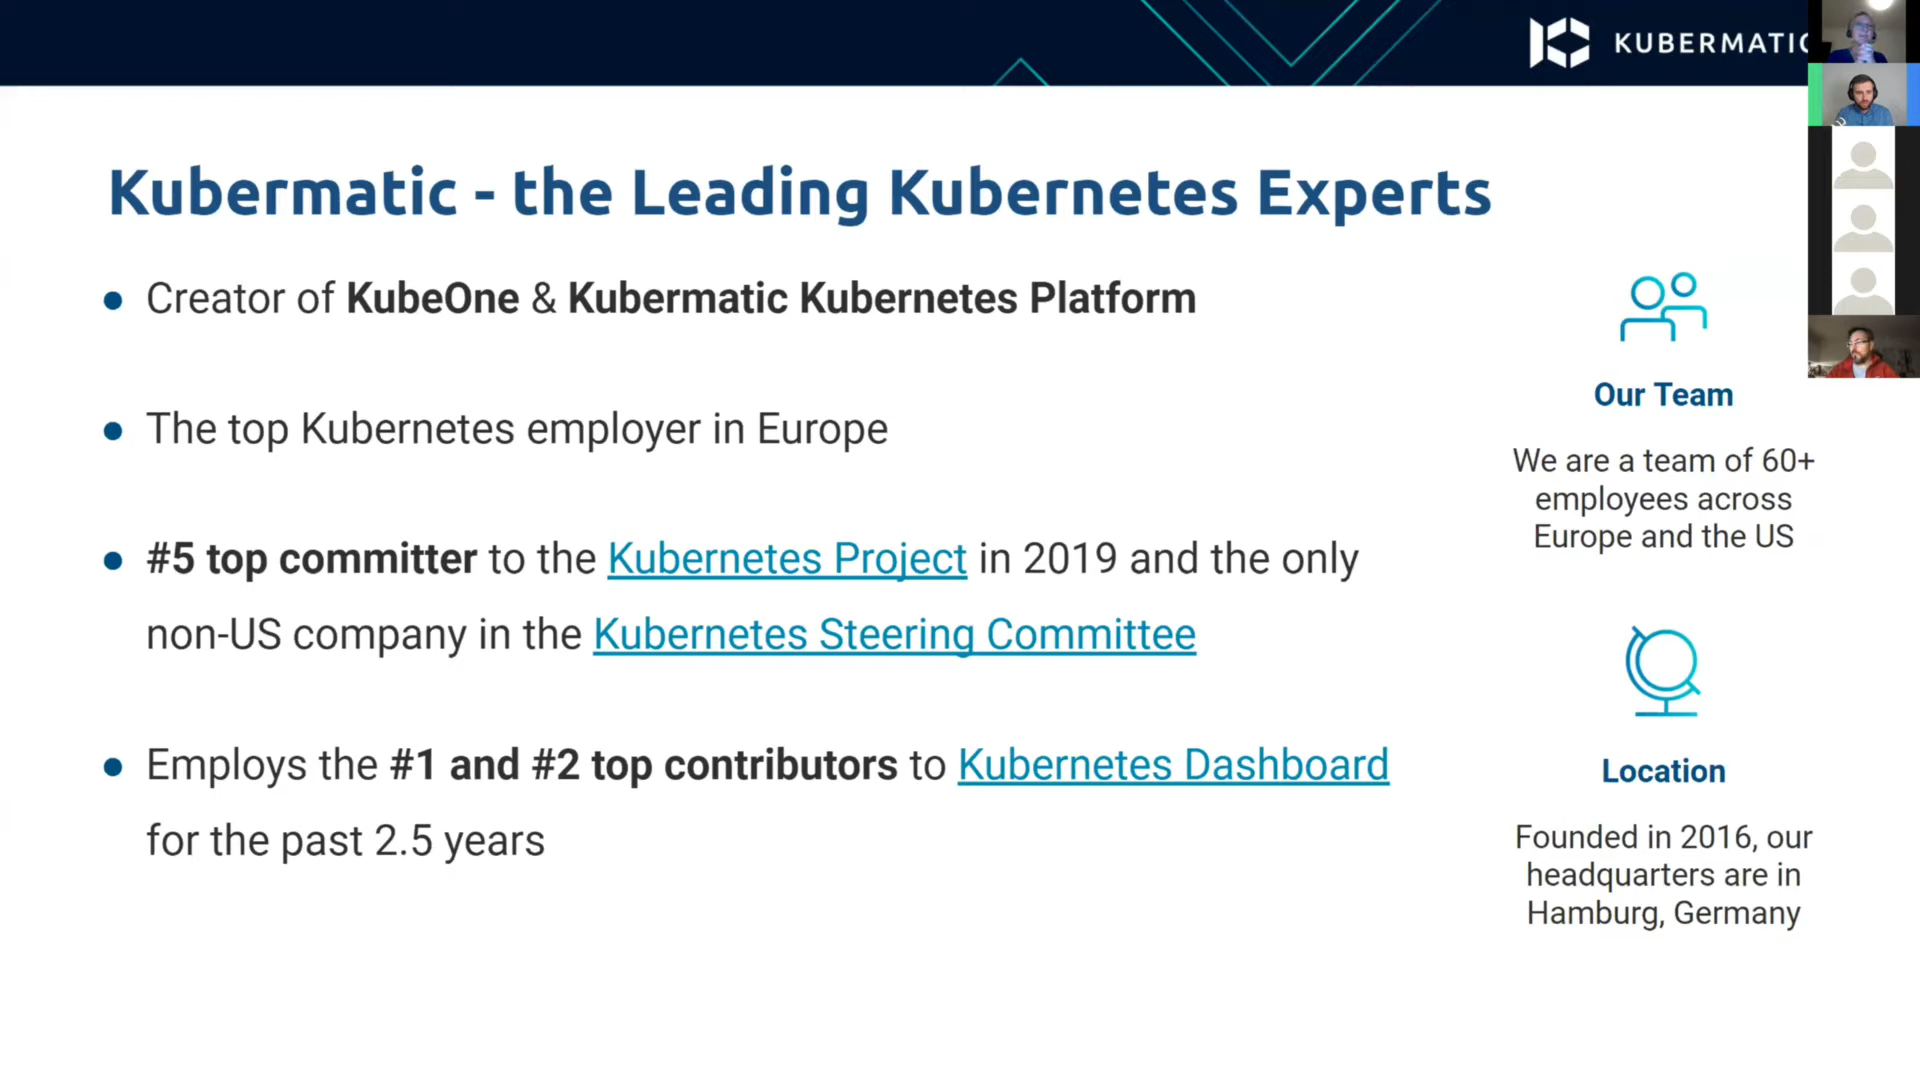 KUBERMATIC
Kubermatic - the Leading Kubernetes Experts
● Creator of KubeOne & Kubermatic Kubernetes Platform
● The top Kubernetes employer in Europe
● #5 top committer to the Kubernetes Project in 2019 and the only
non-US company in the Kubernetes Steering Committee
● Employs the #1 and #2 top contributors to Kubernetes Dashboard
for the past 2.5 years
Our Team
We are a team of 60+
employees across
Europe and the US
Location
Founded in 2016, our
headquarters are in
Hamburg, Germany